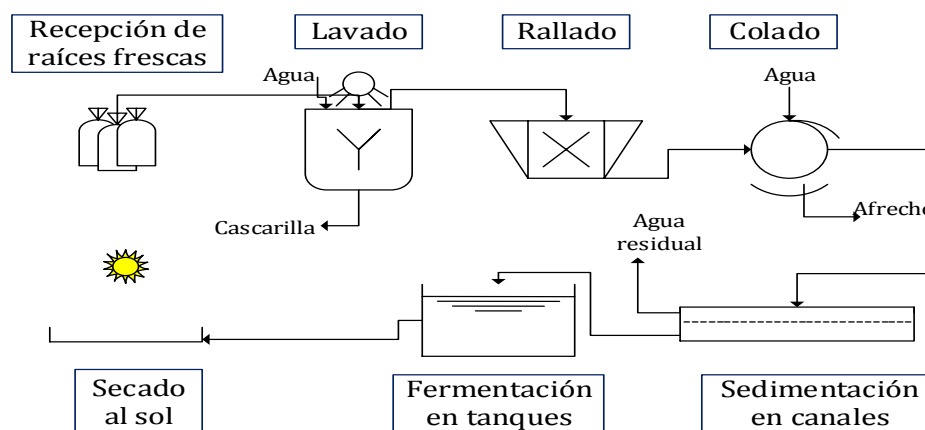 Recepción de
raíces frescas
Lavado
Rallado
Colado
Agua
Agua
Cascarilla
Afrecho
Agua
residual
Secado
al sol
Fermentación
en tanques
Sedimentación
en canales